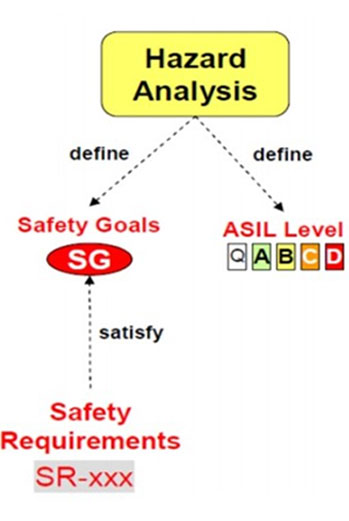 Hazard
Analysis
define
define
Safety Goals
SG
ASIL Level
Q A B C D
satisfy
Safety
Requirements
SR-xxx